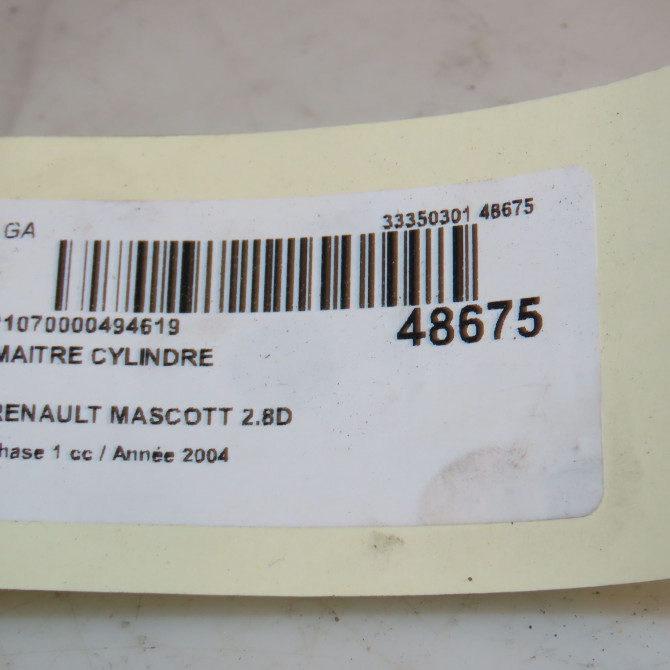 GA
33350301 48675
*1070000494619
48675
MAITRE CYLINDRE
RENAULT MASCOTT 2.8D
hase 1 cc / Année 2004